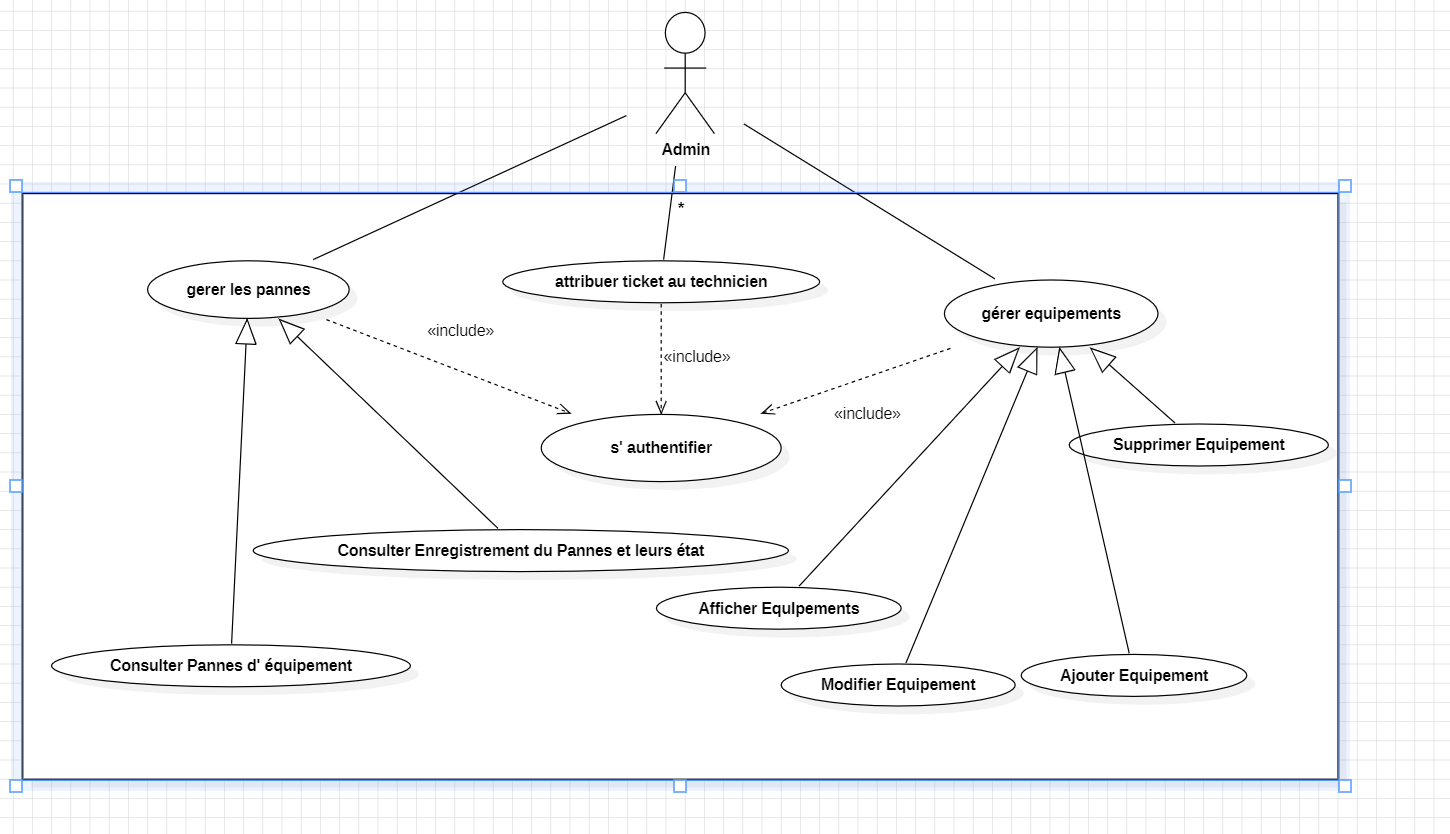 Admin
*
gerer les pannes
attribuer ticket au technicien
gérer equipements
«include»
«include»
«include»
s' authentifier
Supprimer Equipement
Consulter Enregistrement du Pannes et leurs état
Afficher EquIpements
Consulter Pannes d' équipement
Modifier Equipement
Ajouter Equipement